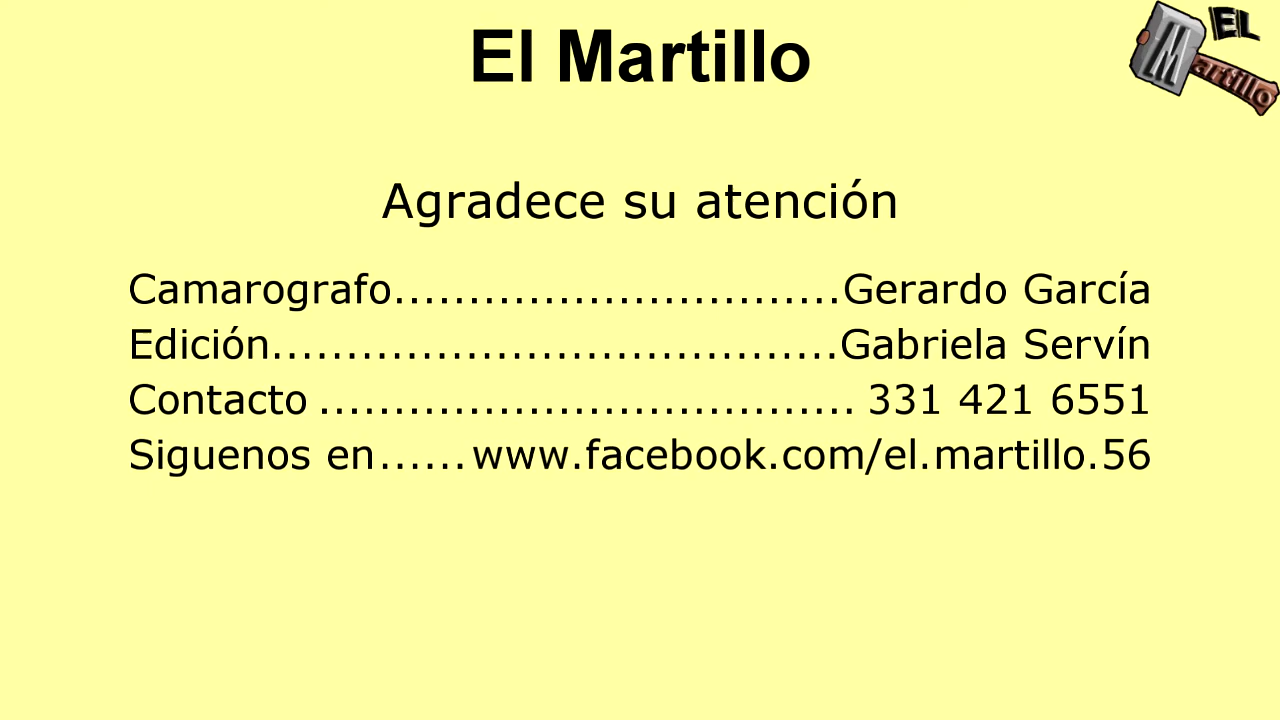 El Martillo
EL
Martillo
Agradece su atención
Camarografo..............................Gerardo García
Edición......................................Gabriela Servín
Contacto .................................... 331 421 6551
Siguenos en......www.facebook.com/el.martillo.56